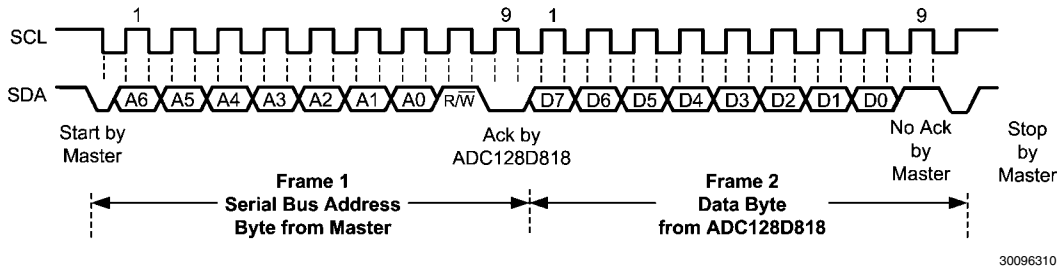 1 9 1 9
SCL
SDA A6 A5 A4 A3 A2 A1 A0 R/W̅ D7 D6 D5 D4 D3 D2 D1 D0
Start by
Master
Ack by
ADC128D818
No Ack
by
Master
Stop
by
Master
Frame 1
Serial Bus Address
Byte from Master
Frame 2
Data Byte
from ADC128D818
30096310